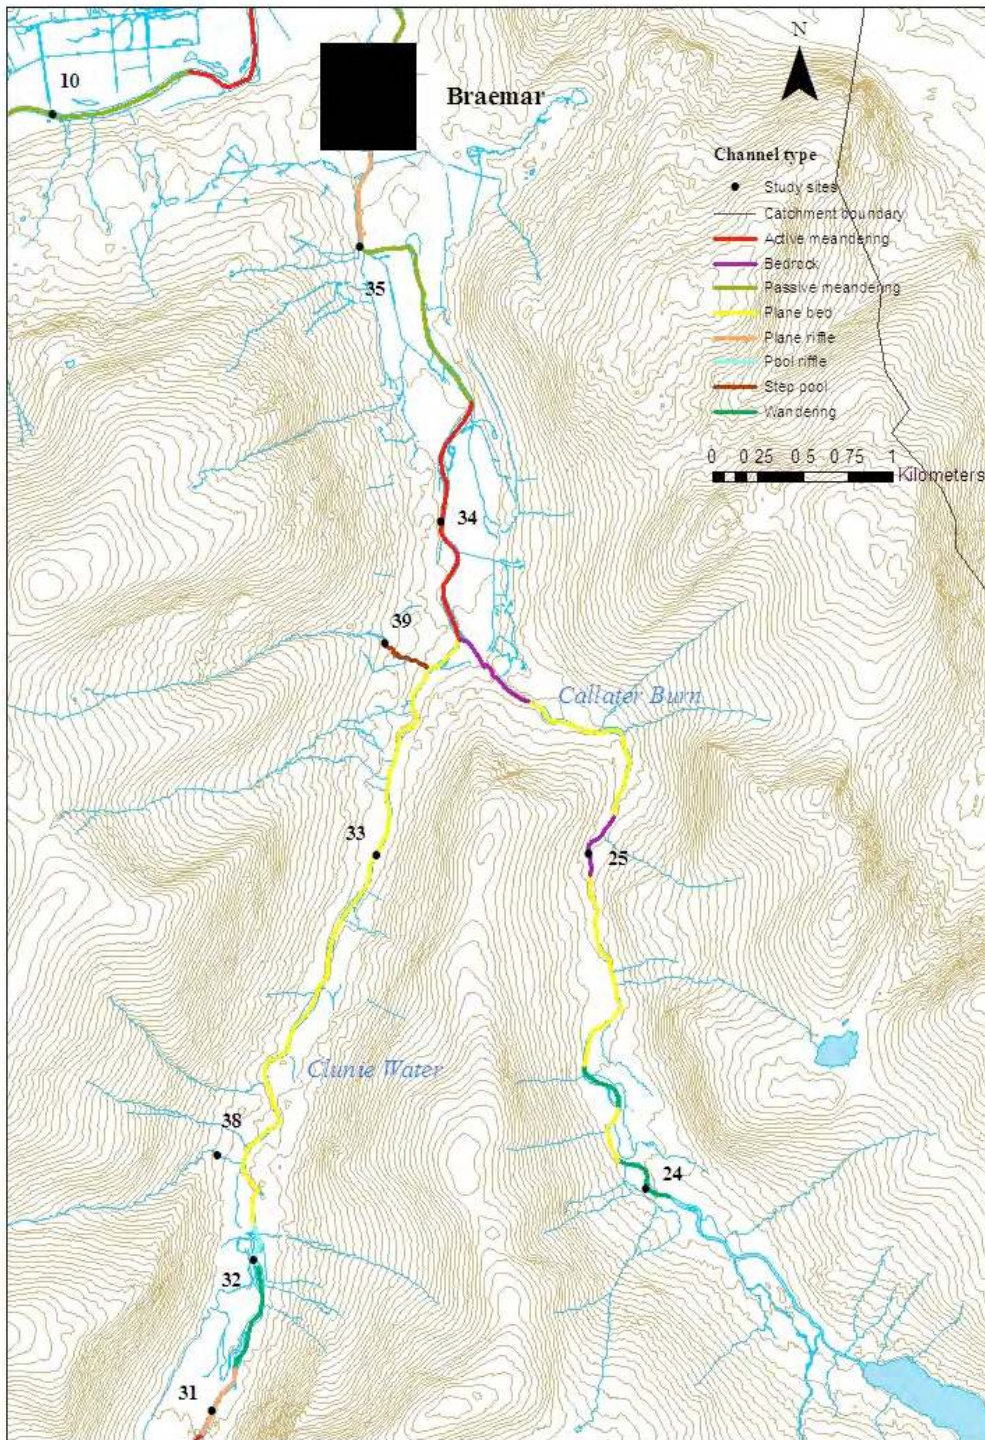 10
Braemar
N
Channel type
Study sites
Catchment boundary
Active meandering
Bedrock
Passive meandering
Plane bed
Plane riffle
Pool riffle
Step pool
Wandering
0 0 25 0 5 0 75 1
Kilometers
35
34
39
Callater Burn
33
25
Clunie Water
38
24
32
31